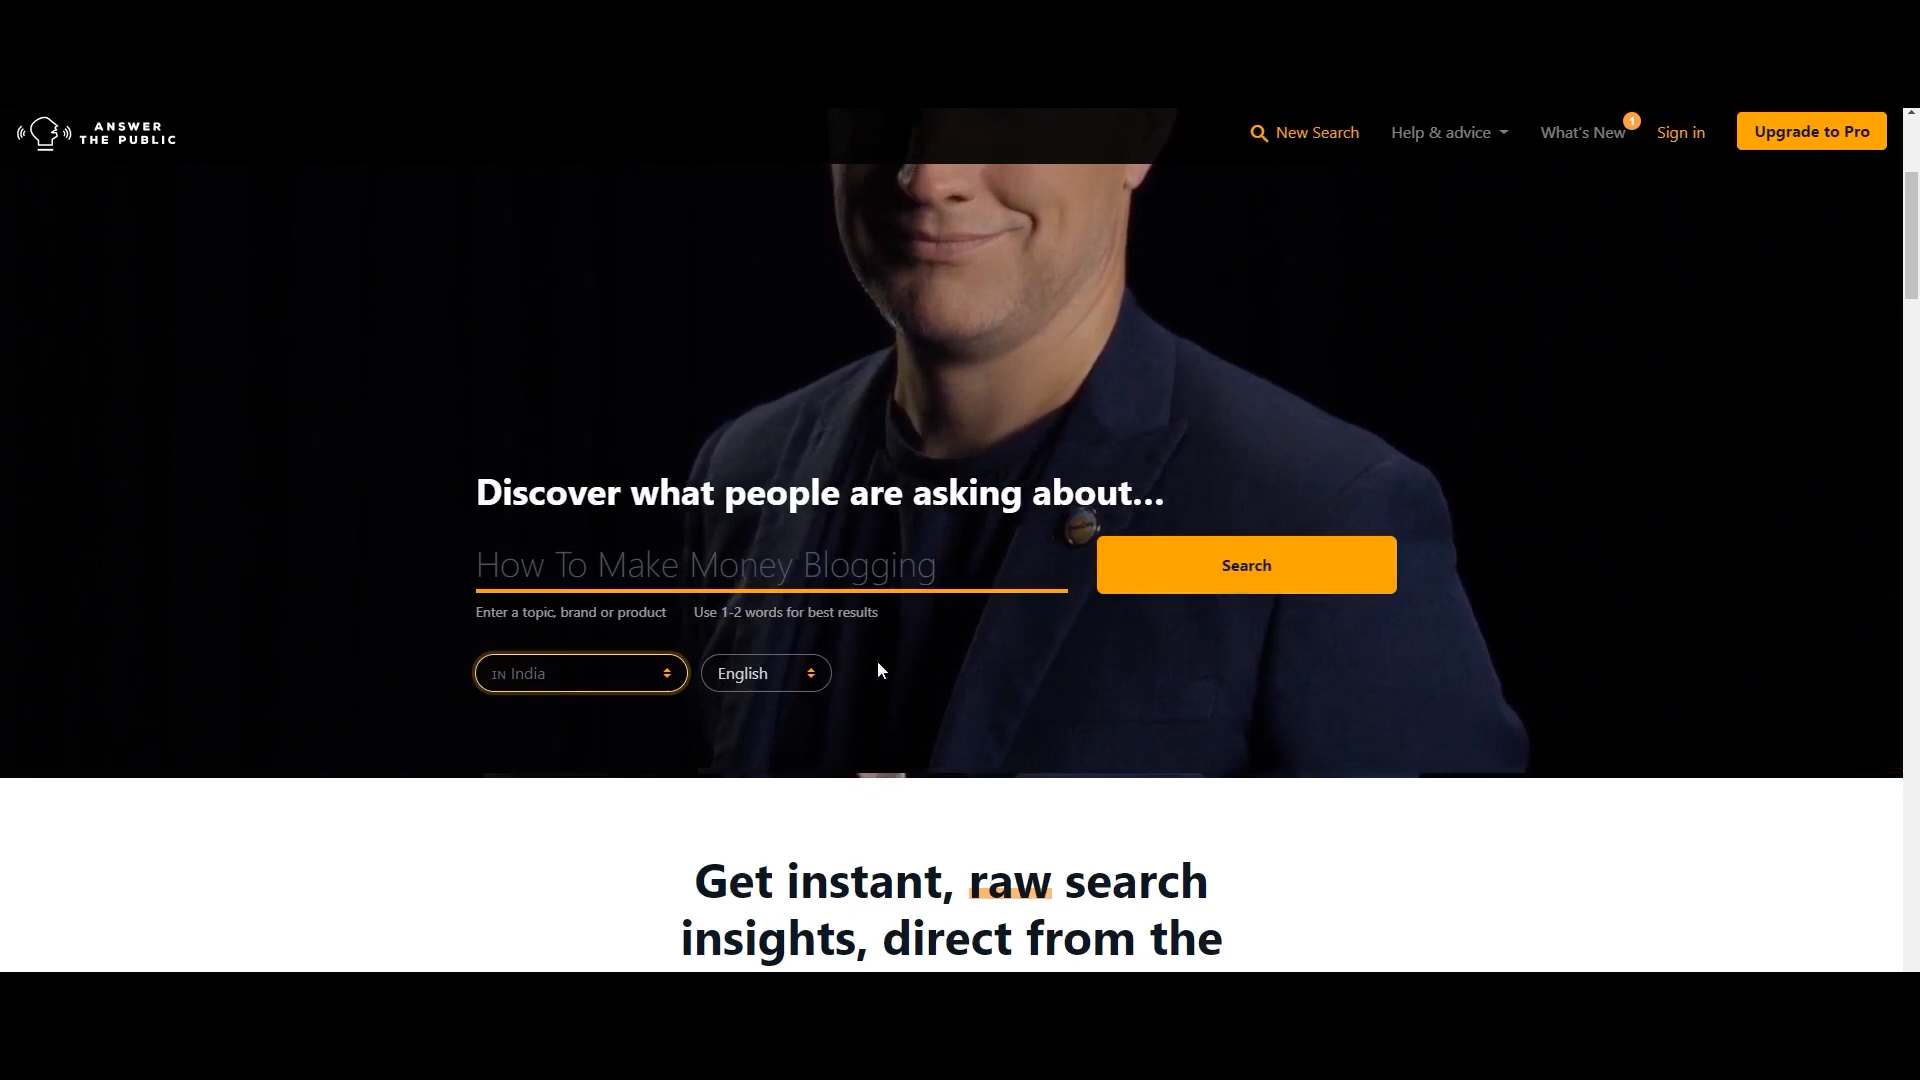 ANSWER
THE PUBLIC
New Search
Help & advice
What's New
1
Sign in
Upgrade to Pro
Discover what people are asking about...
How To Make Money Blogging
Search
Enter a topic, brand or product
Use 1-2 words for best results
IN India
English
Get instant, raw search
insights, direct from the